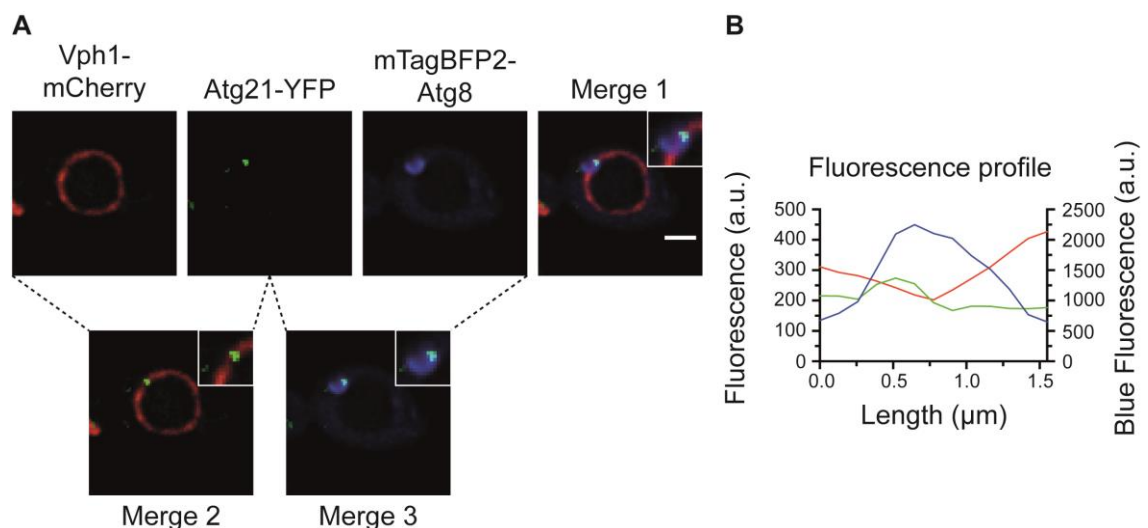 A
Vph1-
mCherry
Atg21-YFP
mTagBFP2-
Atg8
Merge 1
Merge 2
Merge 3
B
Fluorescence profile
Fluorescence (a.u.)
500
450
300
200
100
0
2500
2000
1500
1000
500
0
Blue Fluorescence (a.u.)
0.0
0.5
1.0
1.5
Length (µm)